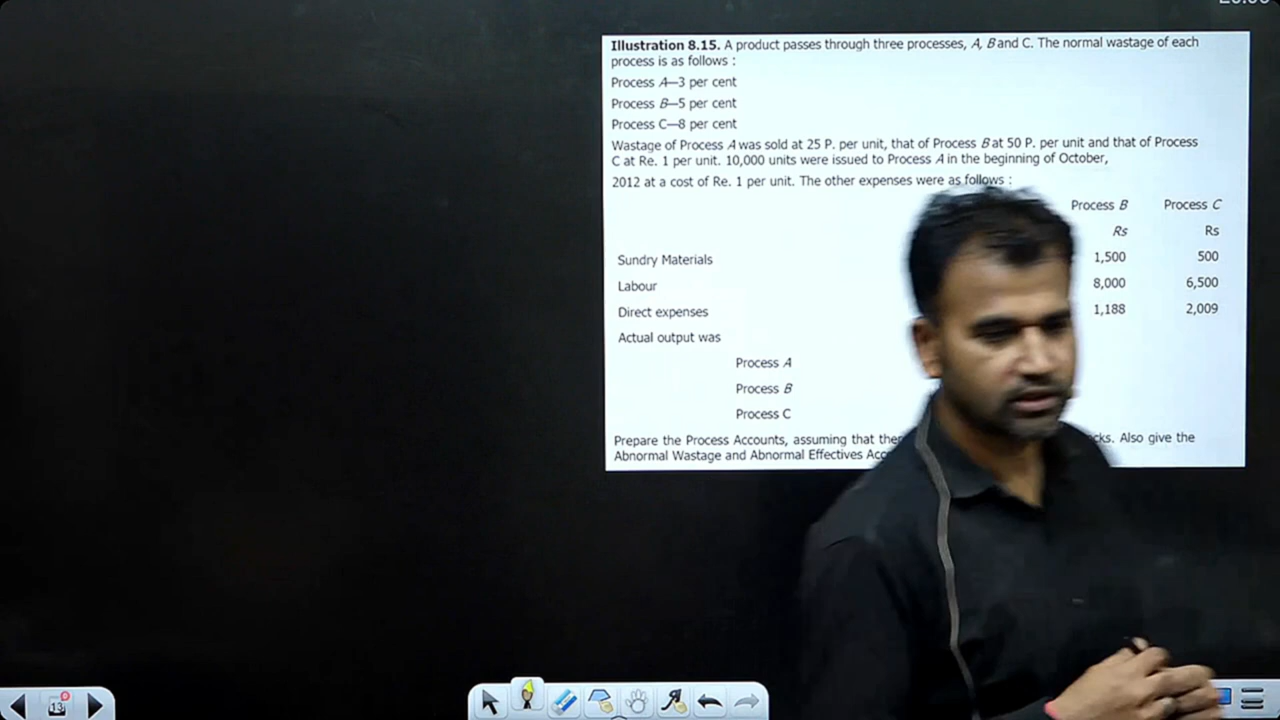 Illustration 8.15. A product passes through three processes, A, B and C. The normal wastage of each
process is as follows :
Process A—3 per cent
Process B—5 per cent
Process C—8 per cent
Wastage of Process A was sold at 25 P. per unit, that of Process B at 50 P. per unit and that of Process
C at Re. 1 per unit. 10,000 units were issued to Process A in the beginning of October,
2012 at a cost of Re. 1 per unit. The other expenses were as follows :
Process B Process C
Rs Rs
Sundry Materials 1,500 500
Labour 8,000 6,500
Direct expenses 1,188 2,009
Actual output was
Process A
Process B
Process C
Prepare the Process Accounts, assuming that Also give the
Abnormal Wastage and Abnormal Effectives
13